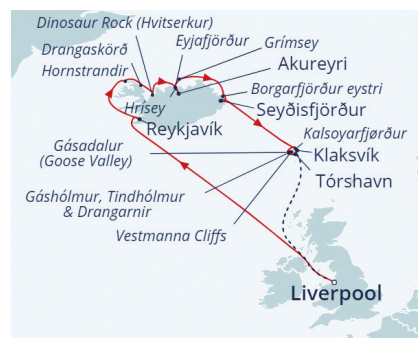 Dinosaur Rock (Hvitserkur)
Drangaskörð
Hornstrandir
Eyjafjörður
Grímsey
Akureyri
Borgarfjörður eystri
Seyðisfjörður
Hrísey
Reykjavík
Kalsoyarfjørður
Klaksvík
Tórshavn
Gásadalur
(Goose Valley)
Gáshólmur, Tindhólmur
& Drangarnir
Vestmanna Cliffs
Liverpool